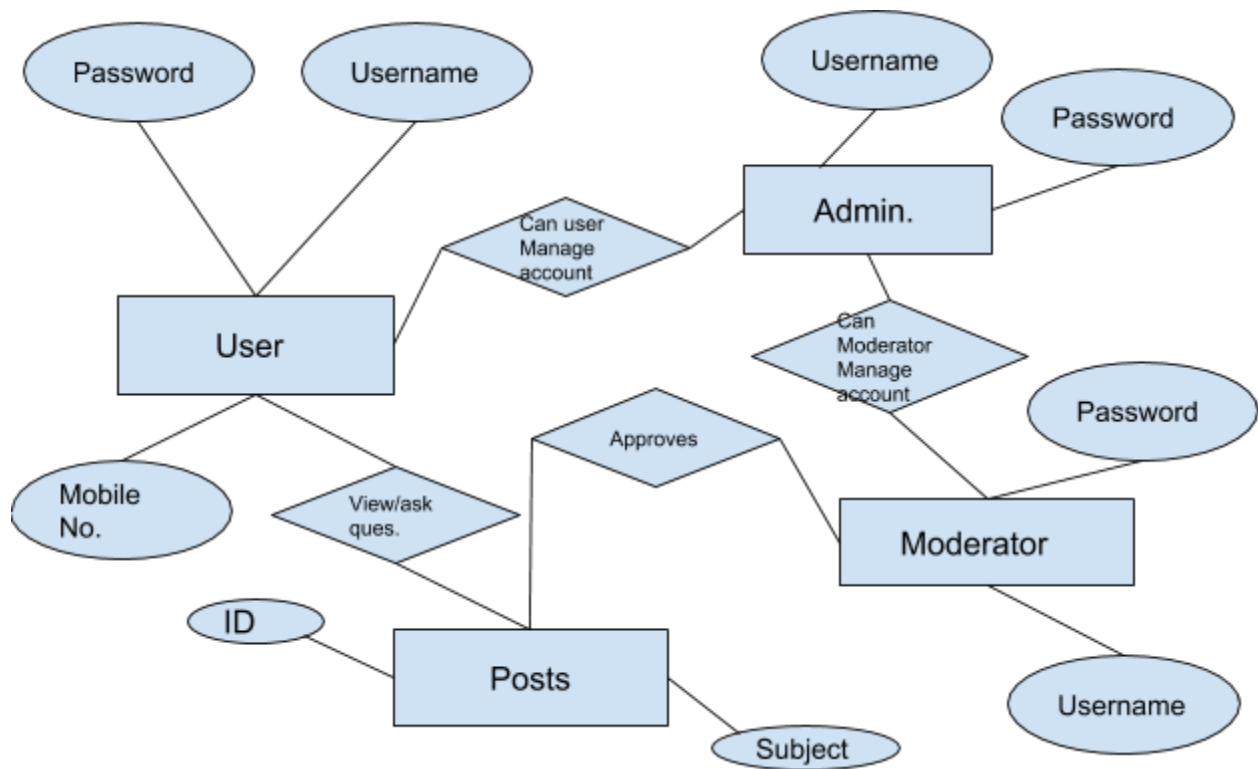 Password
Username
Username
Password
Admin.
Can user
Manage
account
User
Can
Moderator
Manage
account
Password
Approves
Mobile
No.
View/ask
ques.
Moderator
ID
Posts
Username
Subject